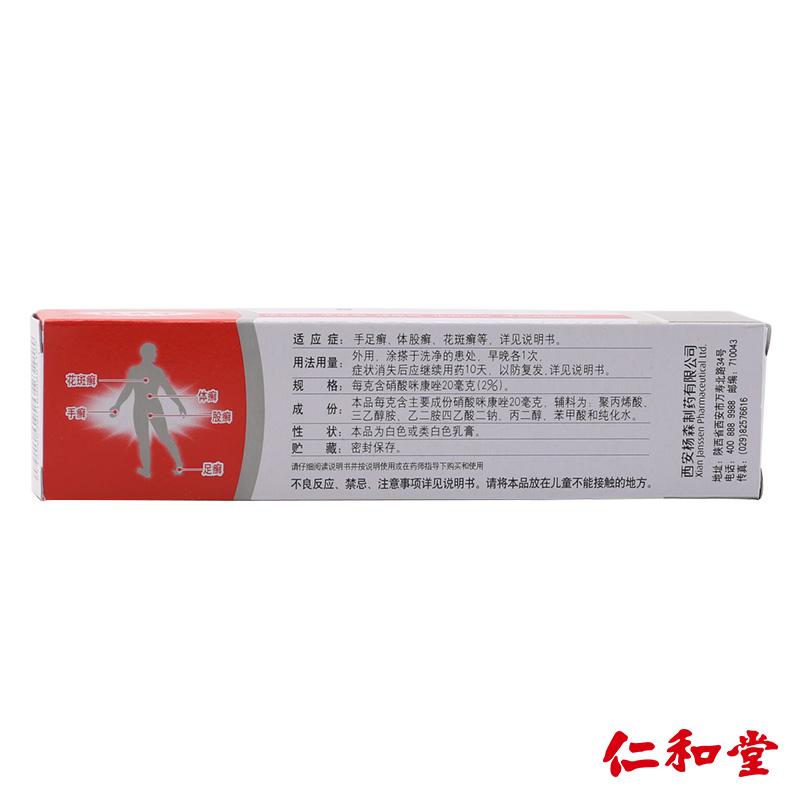 花斑癣
手癣
体癣
股癣
足癣
适应症：手足癣、体股癣、花斑癣等，详见说明书。
用法用量：外用，涂搽于洗净的患处，早晚各1次，
症状消失后应继续用药10天，以防复发，详见说明书。
规格：每克含硝酸咪康唑20毫克(2%)。
成份：本品每克含主要成份硝酸咪康唑20毫克，辅料为：聚丙烯酸、
三乙醇胺、乙二胺四乙酸二钠、丙二醇、苯甲酸和纯化水。
性状：本品为白色或类白色乳膏。
贮藏：密封保存。
请仔细阅读说明书并按说明使用或在药师指导下购买和使用
不良反应、禁忌、注意事项详见说明书。请将本品放在儿童不能接触的地方。
西安杨森制药有限公司
Xian Janssen Pharmaceutical Ltd.
地址：陕西省西安市万寿北路34号
电话：400 888 9988 邮编：710043
传真：(029)82576616
仁和堂